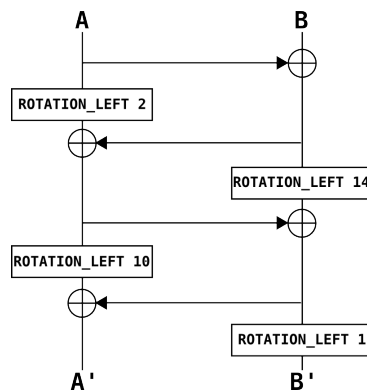 A B
ROTATION_LEFT 2
ROTATION_LEFT 14
ROTATION_LEFT 10
ROTATION_LEFT 1
A' B'